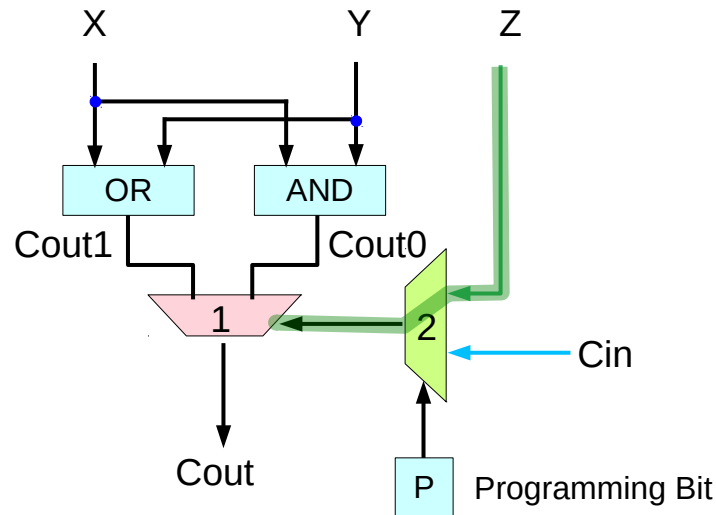 X
Y
Z
OR
AND
Cout1
Cout0
1
2
Cin
Cout
P
Programming Bit